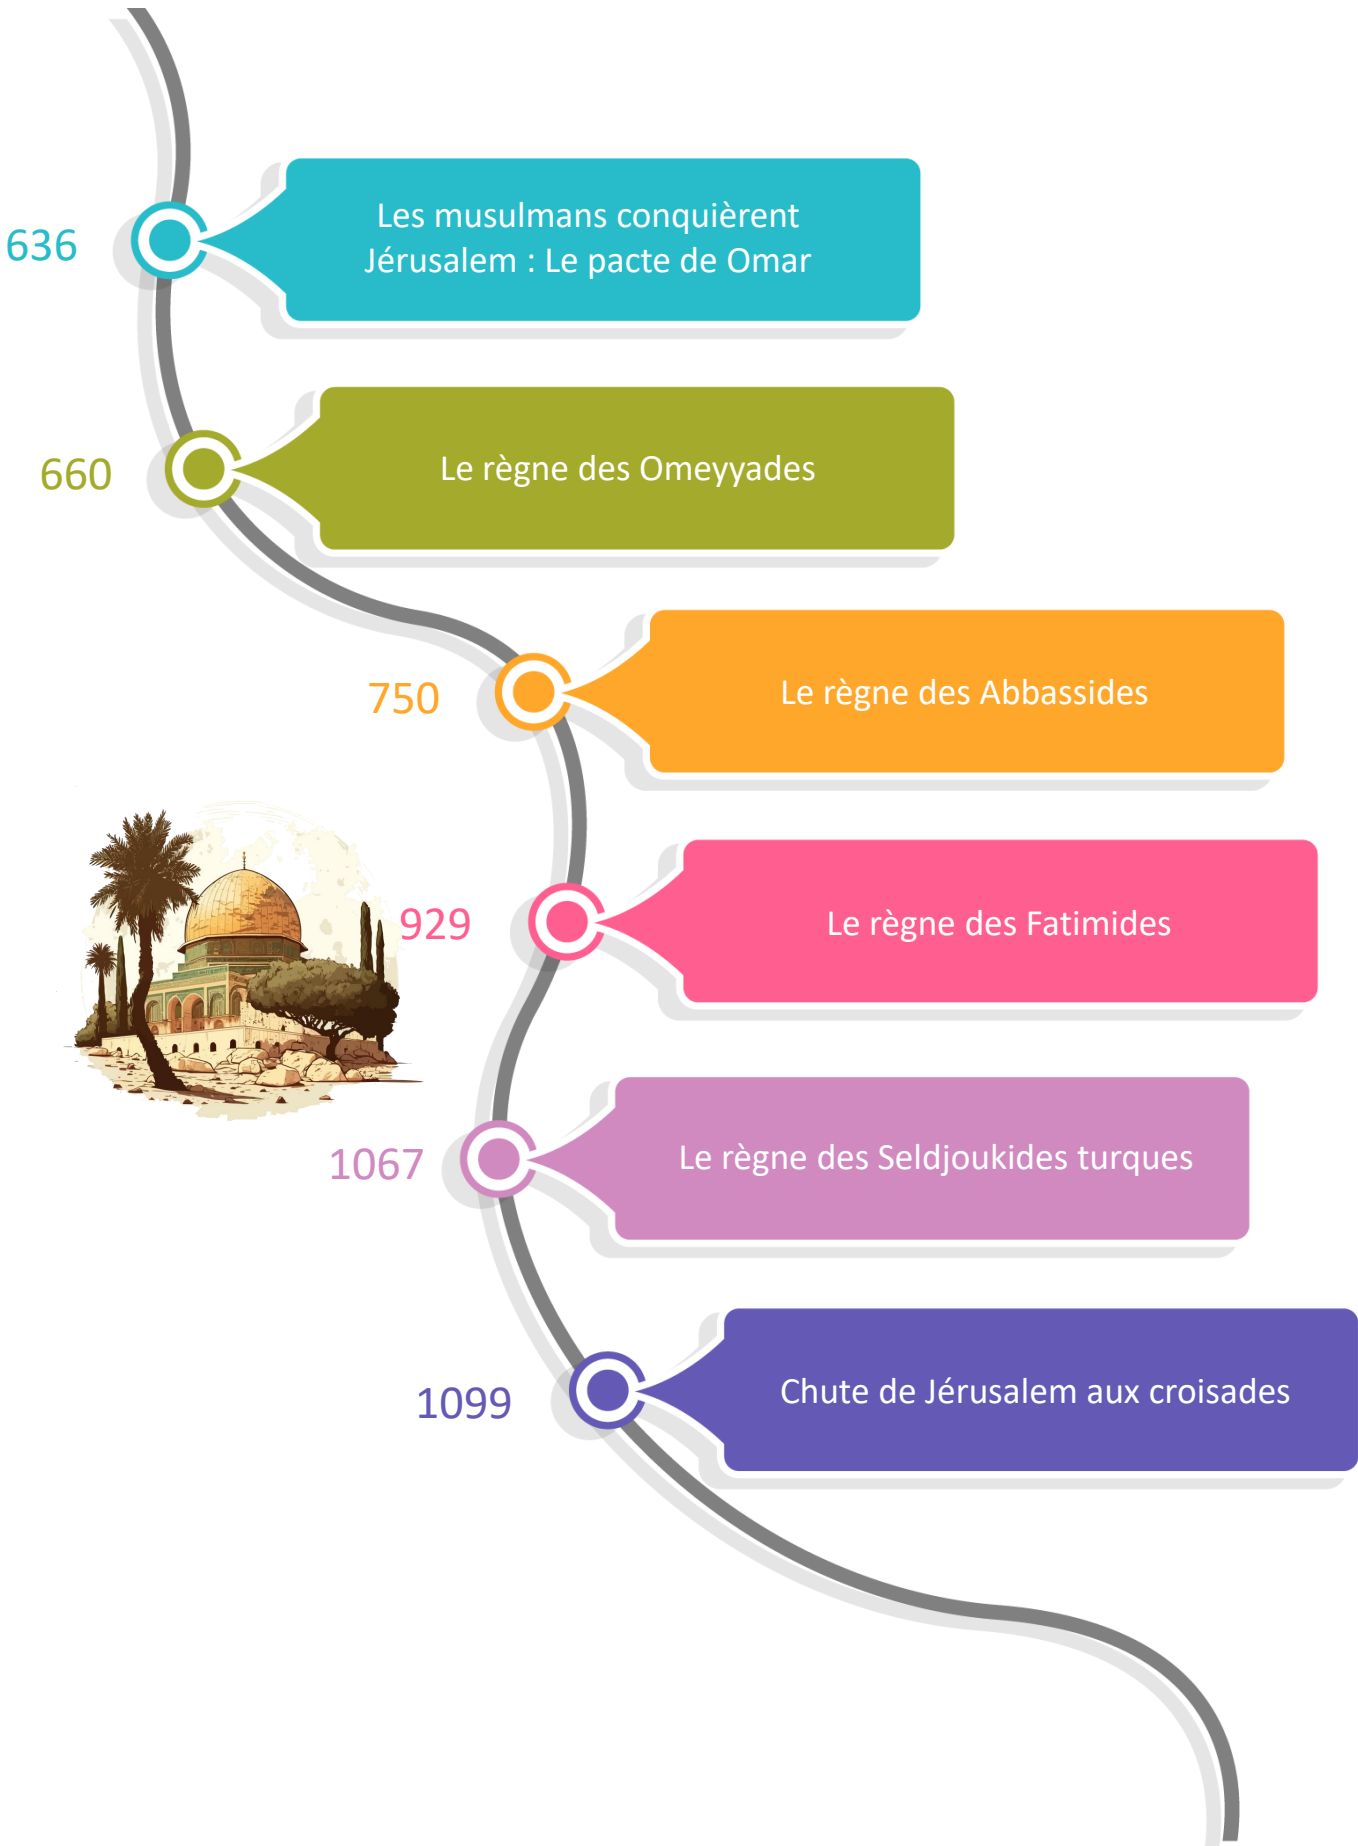 636
Les musulmans conquièrent
Jérusalem : Le pacte de Omar
660
Le règne des Omeyyades
750
Le règne des Abbassides
929
Le règne des Fatimides
1067
Le règne des Seldjoukides turques
1099
Chute de Jérusalem aux croisades